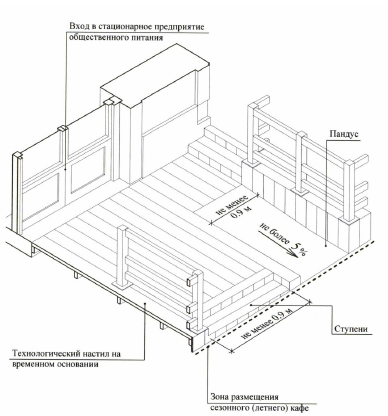 Вход в стационарное предприятие
общественного питания
Пандус
не менее
0,9 м
не более 5%
не менее 0,9 м
Ступени
Технологический настил на
временном основании
Зона размещения
сезонного (летнего) кафе